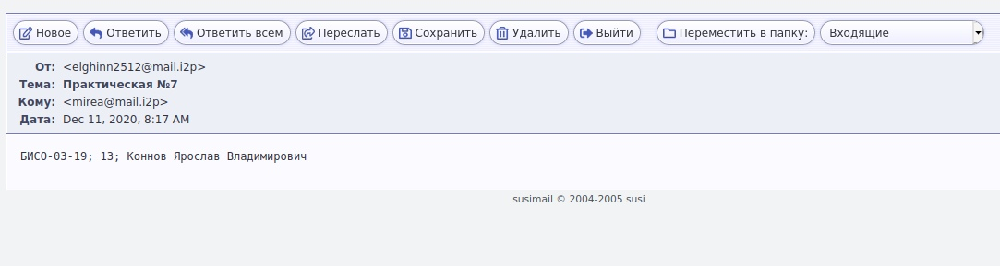 Новое Ответить Ответить всем Переслать Сохранить Удалить Выйти Переместить в папку: Входящие
От: <elghinn2512@mail.i2p>
Тема: Практическая №7
Кому: <mirea@mail.i2p>
Дата: Dec 11, 2020, 8:17 AM
БИСО-03-19; 13; Коннов Ярослав Владимирович
susimail © 2004-2005 susi